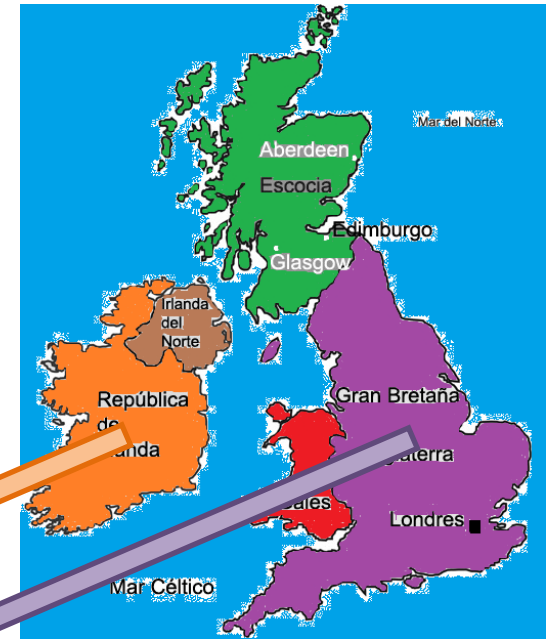 Mar del Norte
Aberdeen
Escocia
Edimburgo
Glasgow
Irlanda
del
Norte
República
Gran Bretaña
Londres
Mar Céltico